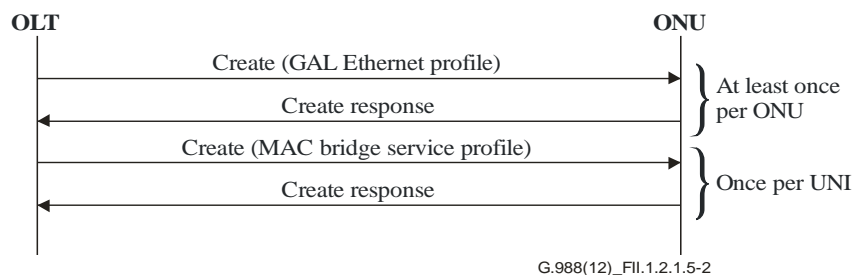 OLT
ONU
Create (GAL Ethernet profile)
Create response
At least once
per ONU
Create (MAC bridge service profile)
Create response
Once per UNI
G.988(12)_FII.1.2.1.5-2